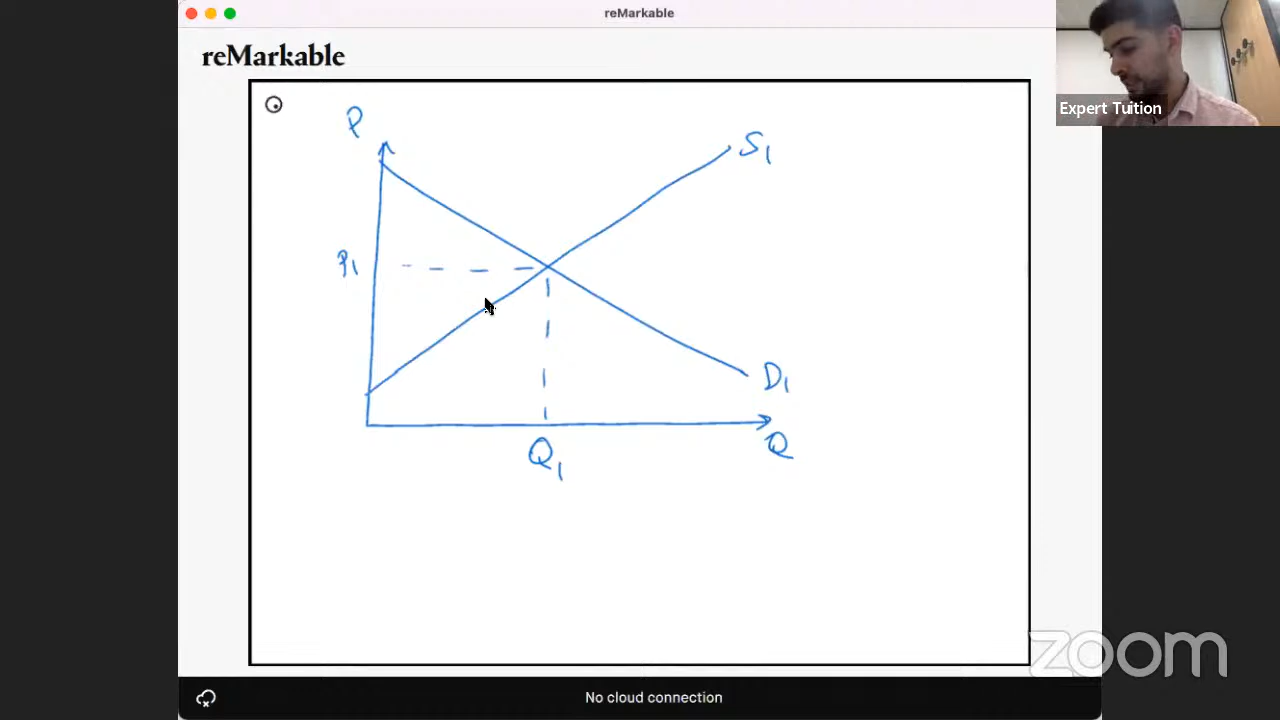 reMarkable
reMarkable
Expert Tuition
P
S1
P1
D1
Q
Q1
zoom
No cloud connection